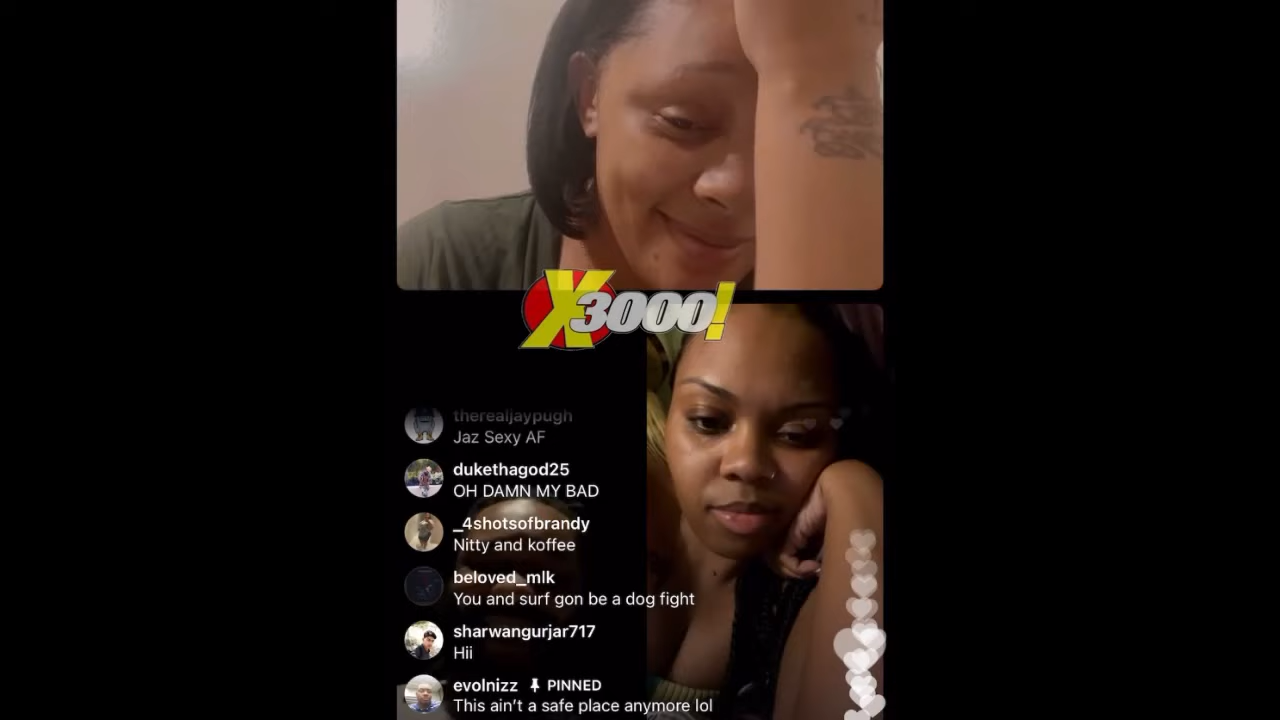 X3000!
therealjaypugh
Jaz Sexy AF
dukethagod25
OH DAMN MY BAD
_4shotsofbrandy
Nitty and koffee
beloved_mlk
You and surf gon be a dog fight
sharwangurjar717
Hii
evolnizz PINNED
This ain’t a safe place anymore lol